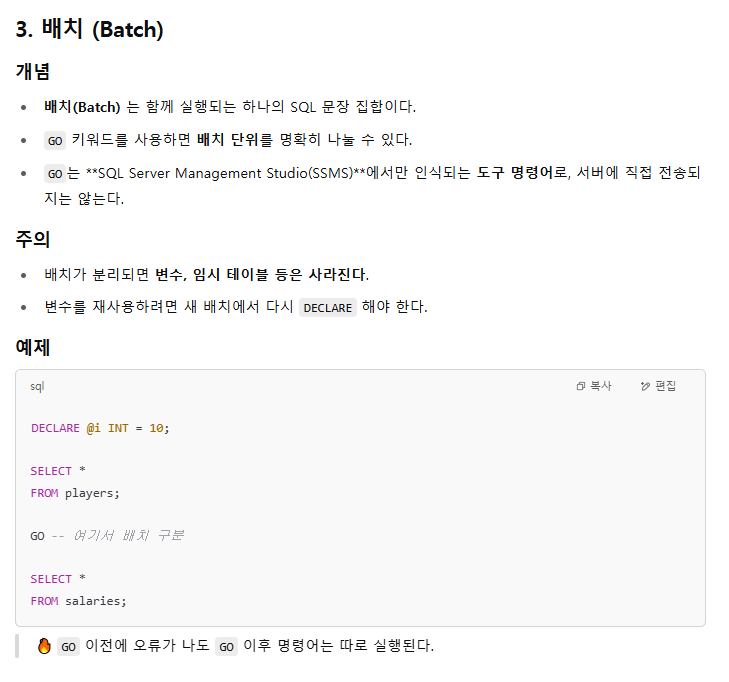 3. 배치 (Batch)
개념
• 배치(Batch) 는 함께 실행되는 하나의 SQL 문장 집합이다.
• GO 키워드를 사용하면 배치 단위를 명확히 나눌 수 있다.
• GO는 **SQL Server Management Studio(SSMS)**에서만 인식되는 도구 명령어로, 서버에 직접 전송되
지는 않는다.
주의
• 배치가 분리되면 변수, 임시 테이블 등은 사라진다.
• 변수를 재사용하려면 새 배치에서 다시 DECLARE 해야 한다.
예제
sql 복사 편집
DECLARE @i INT = 10;
SELECT *
FROM players;
GO -- 여기서 배치 구분
SELECT *
FROM salaries;
🔥 GO 이전에 오류가 나도 GO 이후 명령어는 따로 실행된다.